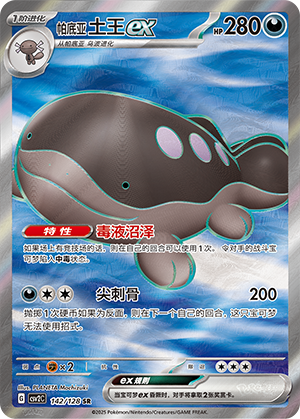 1阶进化
帕底亚 土王ex
HP 280
从帕底亚 乌波进化
特性 毒液沼泽
如果场上有竞技场的话，则在自己的回合可以使用1次。令对手的战斗宝
可梦陷入中毒状态。
尖刺骨 200
抛掷1次硬币如果为反面，则在下一个自己的回合，这只宝可梦
无法使用招式。
弱点 ×2 抗性 撤退
Illus. PLANETA Mochizuki
G CSV2C 142/128 SR
ex规则
当宝可梦ex昏厥时，对手将拿取2张奖赏卡。
©2025 Pokémon/Nintendo/Creatures/GAME FREAK.